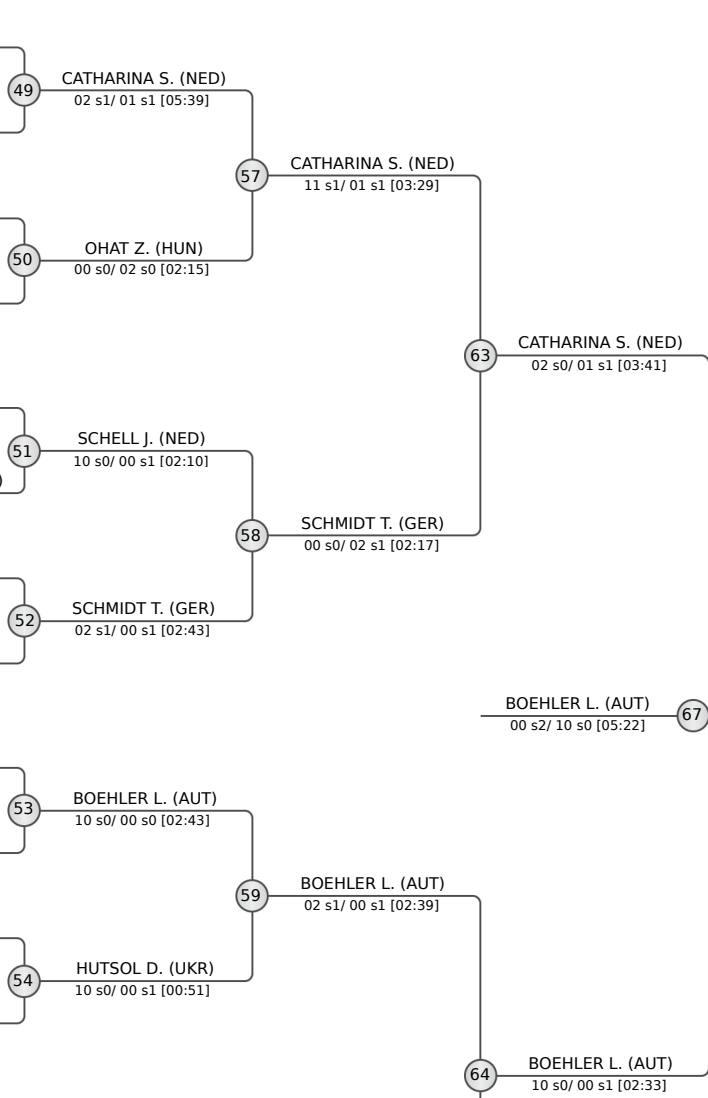 49
CATHARINA S. (NED)
02 s1/ 01 s1 [05:39]
57
CATHARINA S. (NED)
11 s1/ 01 s1 [03:29]
50
OHAT Z. (HUN)
00 s0/ 02 s0 [02:15]
63
CATHARINA S. (NED)
02 s0/ 01 s1 [03:41]
51
SCHELL J. (NED)
10 s0/ 00 s1 [02:10]
)
58
SCHMIDT T. (GER)
00 s0/ 02 s1 [02:17]
52
SCHMIDT T. (GER)
02 s1/ 00 s1 [02:43]
BOEHLER L. (AUT)
00 s2/ 10 s0 [05:22]
67
53
BOEHLER L. (AUT)
10 s0/ 00 s0 [02:43]
59
BOEHLER L. (AUT)
02 s1/ 00 s1 [02:39]
54
HUTSOL D. (UKR)
10 s0/ 00 s1 [00:51]
64
BOEHLER L. (AUT)
10 s0/ 00 s1 [02:33]